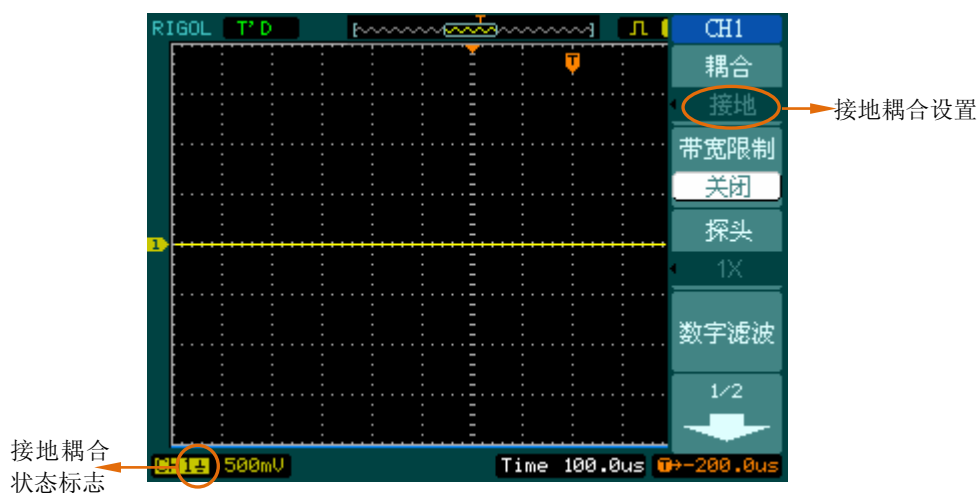 RIGOL T'D T CH1
耦合
T
接地
接地耦合设置
带宽限制
关闭
探头
1
1X
数字滤波
1/2
接地耦合
状态标志
CH1 500mV Time 100.0us T→-200.0us